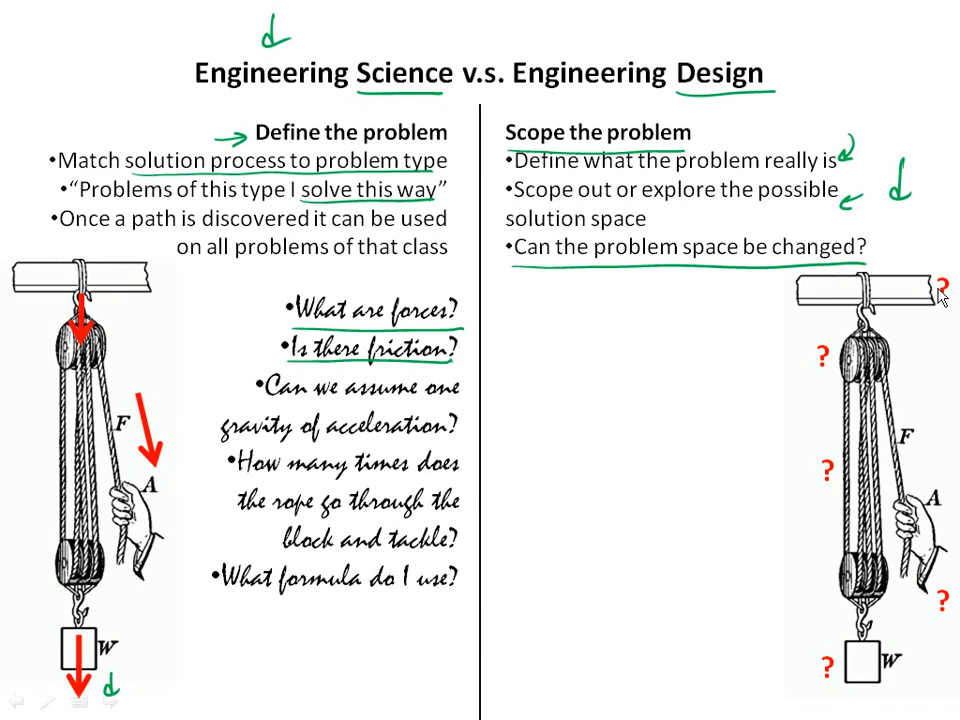 d
Engineering Science v.s. Engineering Design
Define the problem
•Match solution process to problem type
•“Problems of this type I solve this way”
•Once a path is discovered it can be used
on all problems of that class
•What are forces?
•Is there friction?
•Can we assume one
gravity of acceleration?
•How many times does
the rope go through the
block and tackle?
•What formula do I use?
F
A
W
d
Scope the problem
•Define what the problem really is
•Scope out or explore the possible
solution space
•Can the problem space be changed?
d
?
?
F
?
A
?
?
W